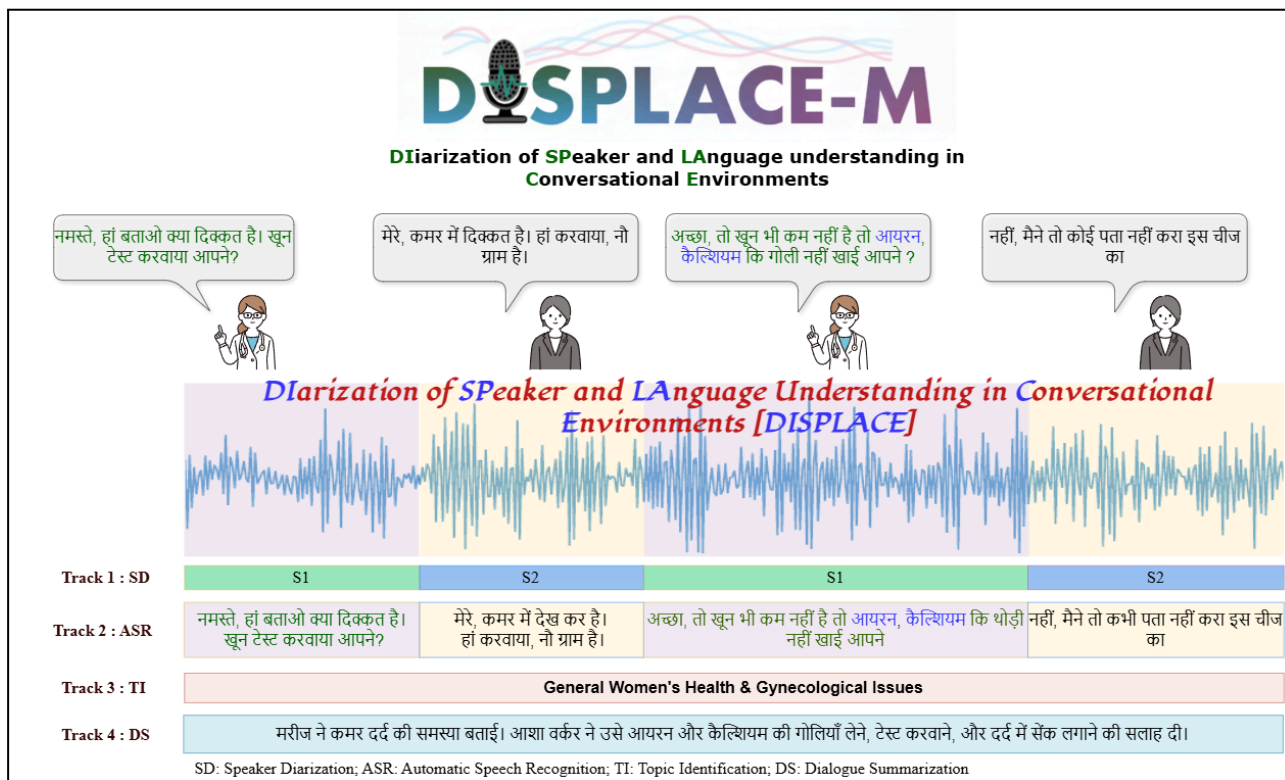 DISPLACE-M
DIiarization of SPeaker and LAnguage understanding in
Conversational Environments
नमस्ते, हां बताओ क्या दिक्कत है। खून
टेस्ट करवाया आपने?
मेरे, कमर में दिक्कत है। हां करवाया, नौ
ग्राम है।
अच्छा, तो खून भी कम नहीं है तो आयरन,
कैल्शियम कि गोली नहीं खाई आपने ?
नहीं, मैने तो कोई पता नहीं करा इस चीज
का
DIarization of SPeaker and LAnguage Understanding in Conversational
Environments [DISPLACE]
Track 1 : SD
S1
S2
S1
S2
Track 2 : ASR
नमस्ते, हां बताओ क्या दिक्कत है।
खून टेस्ट करवाया आपने?
मेरे, कमर में देख कर है।
हां करवाया, नौ ग्राम है।
अच्छा, तो खून भी कम नहीं है तो आयरन, कैल्शियम कि थोड़ी
नहीं खाई आपने
नहीं, मैने तो कभी पता नहीं करा इस चीज
का
Track 3 : TI
General Women's Health & Gynecological Issues
Track 4 : DS
मरीज ने कमर दर्द की समस्या बताई। आशा वर्कर ने उसे आयरन और कैल्शियम की गोलियाँ लेने, टेस्ट करवाने, और दर्द में सेंक लगाने की सलाह दी।
SD: Speaker Diarization; ASR: Automatic Speech Recognition; TI: Topic Identification; DS: Dialogue Summarization